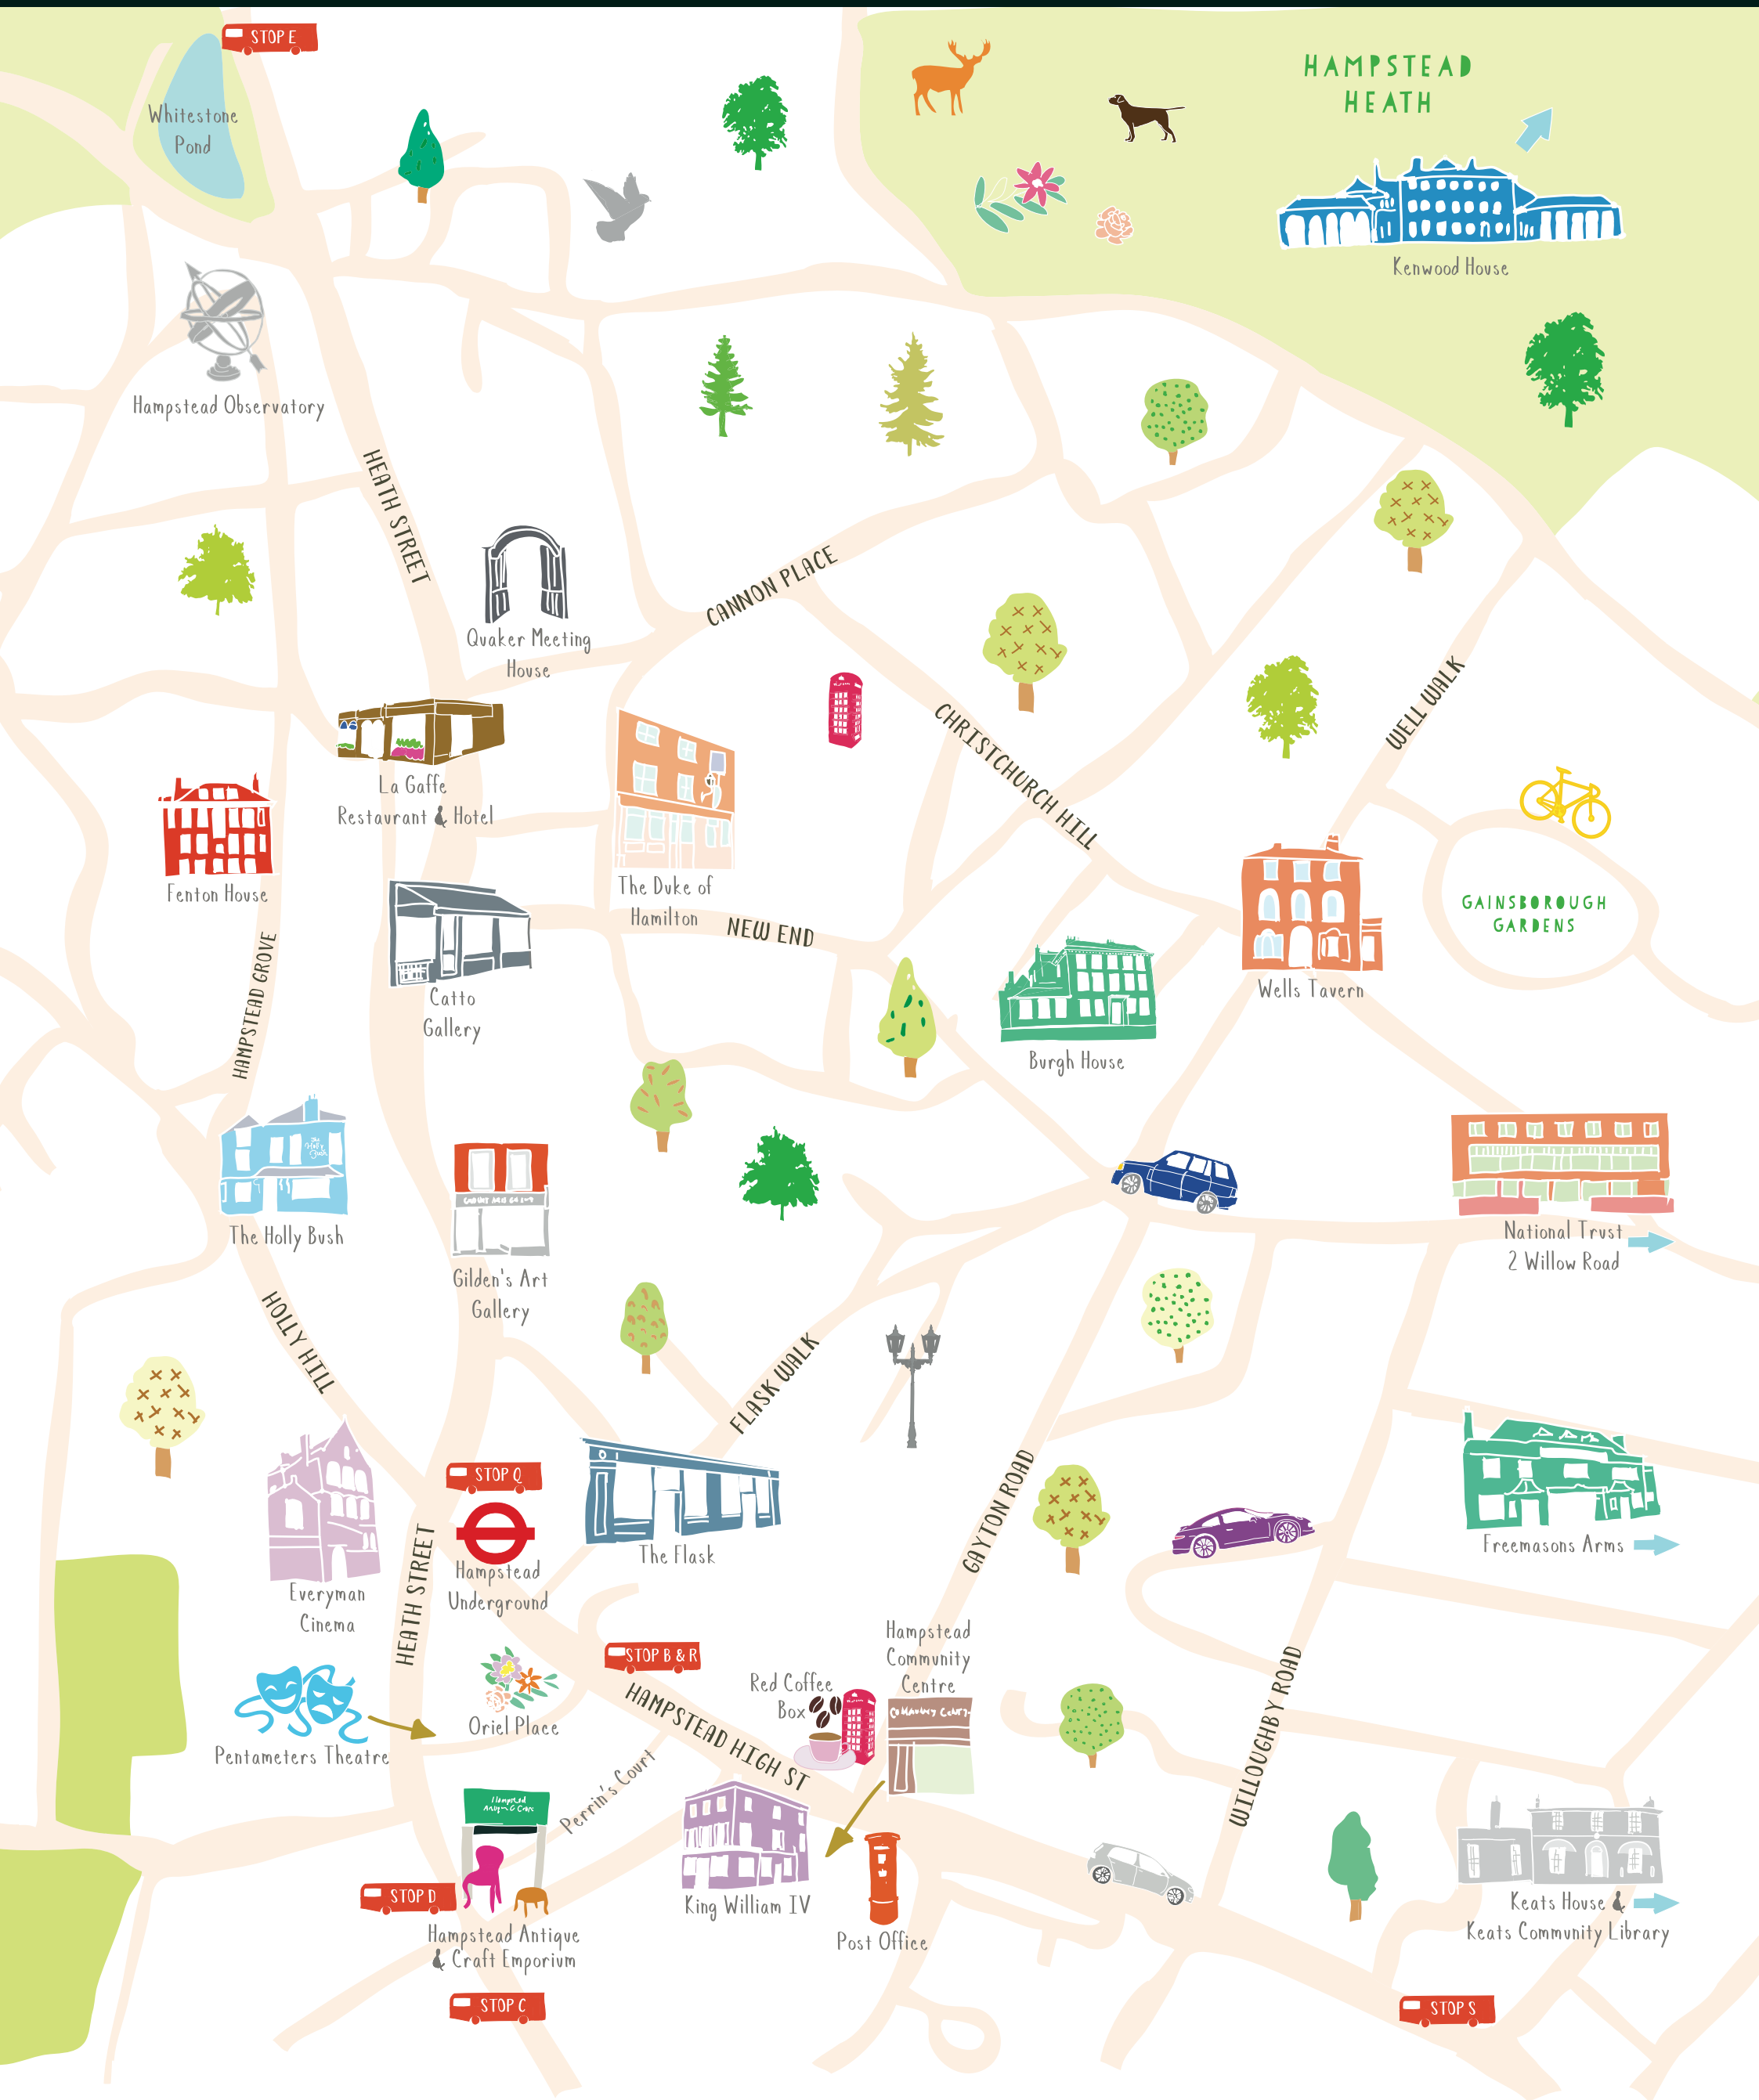 STOP E
HAMPSTEAD
HEATH
Whitestone
Pond
Kenwood House
Hampstead Observatory
HEATH STREET
CANNON PLACE
Quaker Meeting
House
WELL WALK
CHRISTCHURCH HILL
La Gaffe
Restaurant & Hotel
Fenton House
The Duke of
Hamilton
NEW END
GAINSBOROUGH
GARDENS
HAMPSTEAD GROVE
Catto
Gallery
Wells Tavern
Burgh House
The
Holly
Bush
The Holly Bush
Gilden's Art
Gallery
National Trust
2 Willow Road
HOLLY HILL
FLASK WALK
STOP Q
Hampstead
Underground
The Flask
GAYTON ROAD
Freemasons Arms
Everyman
Cinema
HEATH STREET
Hampstead
Community
Centre
STOP B & R
Red Coffee
Box
WILLOUGHBY ROAD
HAMPSTEAD HIGH ST
Oriel Place
Pentameters Theatre
Perrin's Court
Hampstead
STOP D
King William IV
Keats House &
Keats Community Library
Hampstead Antique
& Craft Emporium
Post Office
STOP C
STOP S